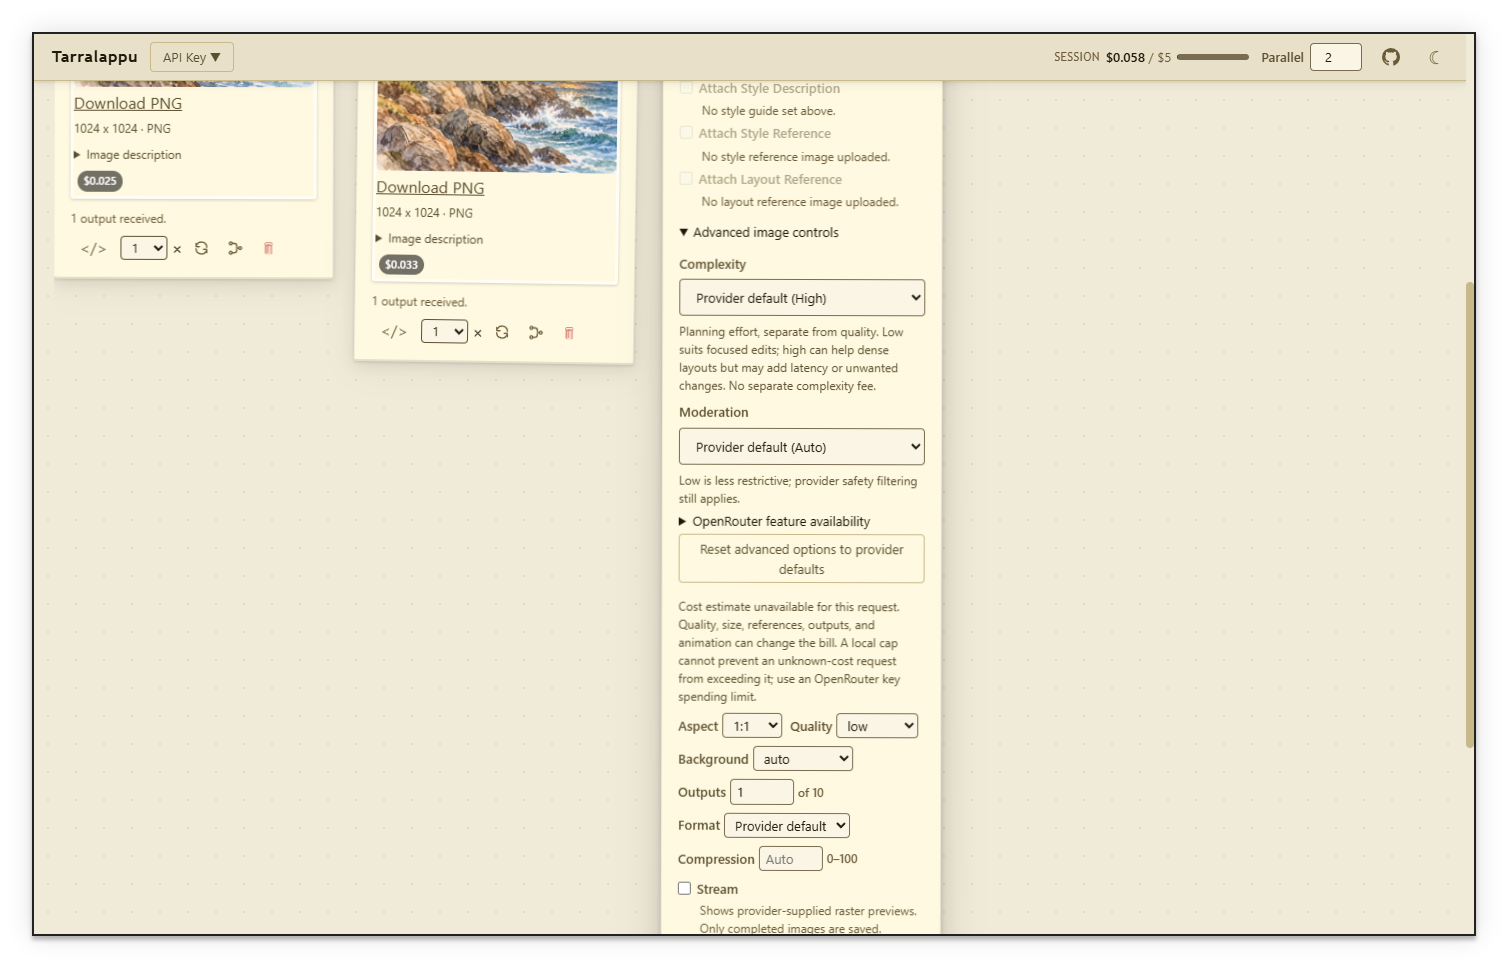 Tarralappu
API Key ▼
SESSION $0.058 / $5
Parallel 2
Download PNG
1024 x 1024 · PNG
▶ Image description
$0.025
1 output received.
</> 1 ×
Download PNG
1024 x 1024 · PNG
▶ Image description
$0.033
1 output received.
</> 1 ×
Attach Style Description
No style guide set above.
Attach Style Reference
No style reference image uploaded.
Attach Layout Reference
No layout reference image uploaded.
▼ Advanced image controls
Complexity
Provider default (High)
Planning effort, separate from quality. Low
suits focused edits; high can help dense
layouts but may add latency or unwanted
changes. No separate complexity fee.
Moderation
Provider default (Auto)
Low is less restrictive; provider safety filtering
still applies.
▶ OpenRouter feature availability
Reset advanced options to provider
defaults
Cost estimate unavailable for this request.
Quality, size, references, outputs, and
animation can change the bill. A local cap
cannot prevent an unknown-cost request
from exceeding it; use an OpenRouter key
spending limit.
Aspect 1:1 Quality low
Background auto
Outputs 1 of 10
Format Provider default
Compression Auto 0–100
Stream
Shows provider-supplied raster previews.
Only completed images are saved.